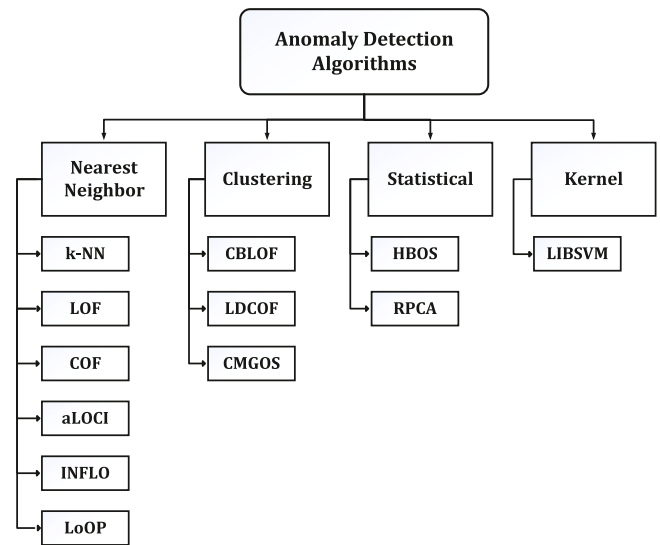 Anomaly Detection
Algorithms
Nearest
Neighbor
Clustering
Statistical
Kernel
k-NN
CBLOF
HBOS
LIBSVM
LOF
LDCOF
RPCA
COF
CMGOS
aLOCI
INFLO
LoOP